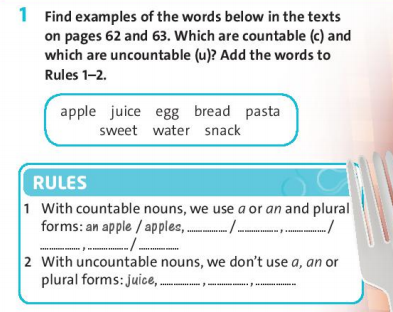 1 Find examples of the words below in the texts
on pages 62 and 63. Which are countable (c) and
which are uncountable (u)? Add the words to
Rules 1–2.
apple juice egg bread pasta
sweet water snack
RULES
1 With countable nouns, we use a or an and plural
forms: an apple / apples, ............... / ..............., ............... /
..............., ............... / ...............
2 With uncountable nouns, we don't use a, an or
plural forms: juice, ..............., ..............., ...............